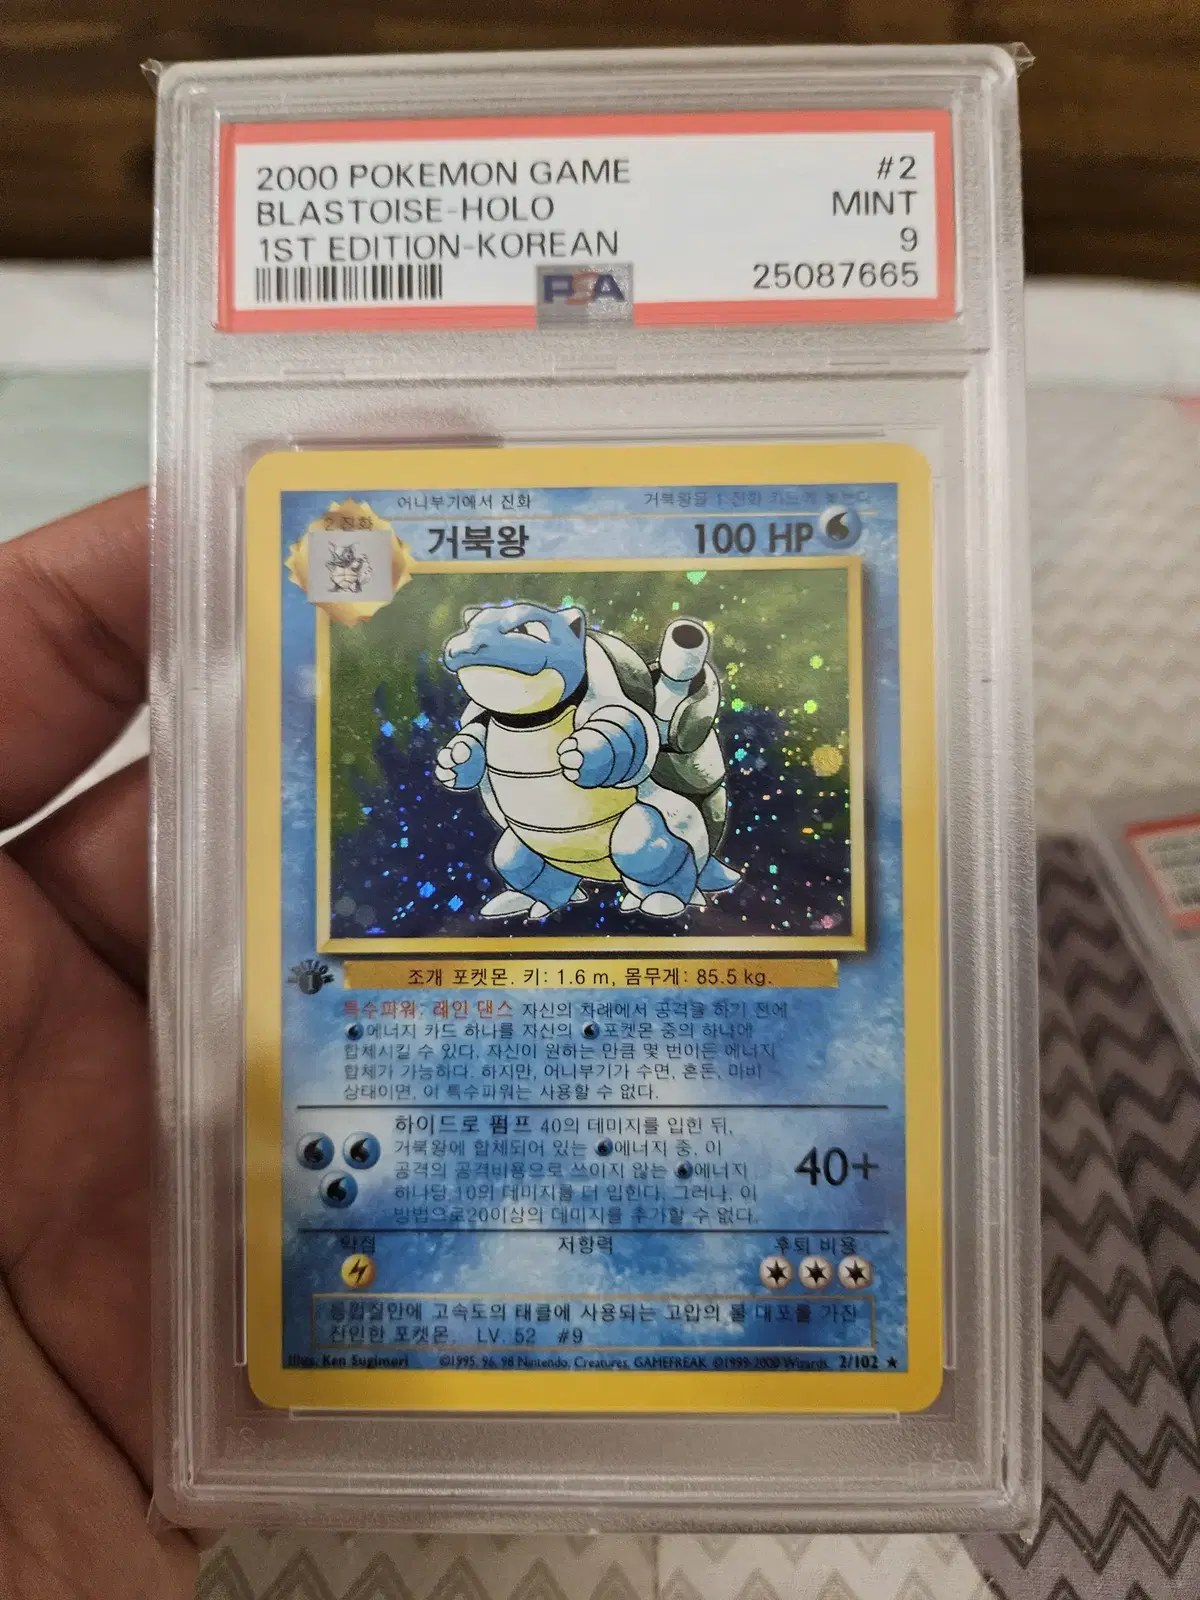 2000 POKEMON GAME #2
BLASTOISE-HOLO MINT
1ST EDITION-KOREAN 9
PSA 25087665
어니부기에서 진화 거북왕을 1 진화 카드에 놓는다
2 진화
거북왕 100 HP
EDITION 1
조개 포켓몬. 키: 1.6 m, 몸무게: 85.5 kg.
특수파워: 레인 댄스 자신의 차례에서 공격을 하기 전에
에너지 카드 하나를 자신의 포켓몬 중의 하나에
합체시킬 수 있다. 자신이 원하는 만큼 몇 번이든 에너지
합체가 가능하다. 하지만, 어니부기가 수면, 혼돈, 마비
상태이면, 이 특수파워는 사용할 수 없다.
하이드로 펌프 40의 데미지를 입힌 뒤,
거북왕에 합체되어 있는 에너지 중, 이
공격의 공격비용으로 쓰이지 않는 에너지 40+
하나당 10의 데미지를 더 입힌다. 그러나, 이
방법으로20이상의 데미지를 추가할 수 없다.
약점 저항력 후퇴 비용
등껍질안에 고속도의 태클에 사용되는 고압의 물 대포를 가진
잔인한 포켓몬. LV. 52 #9
Illus. Ken Sugimori ©1995, 96, 98 Nintendo, Creatures, GAMEFREAK. ©1999-2000 Wizards. 2/102 ★